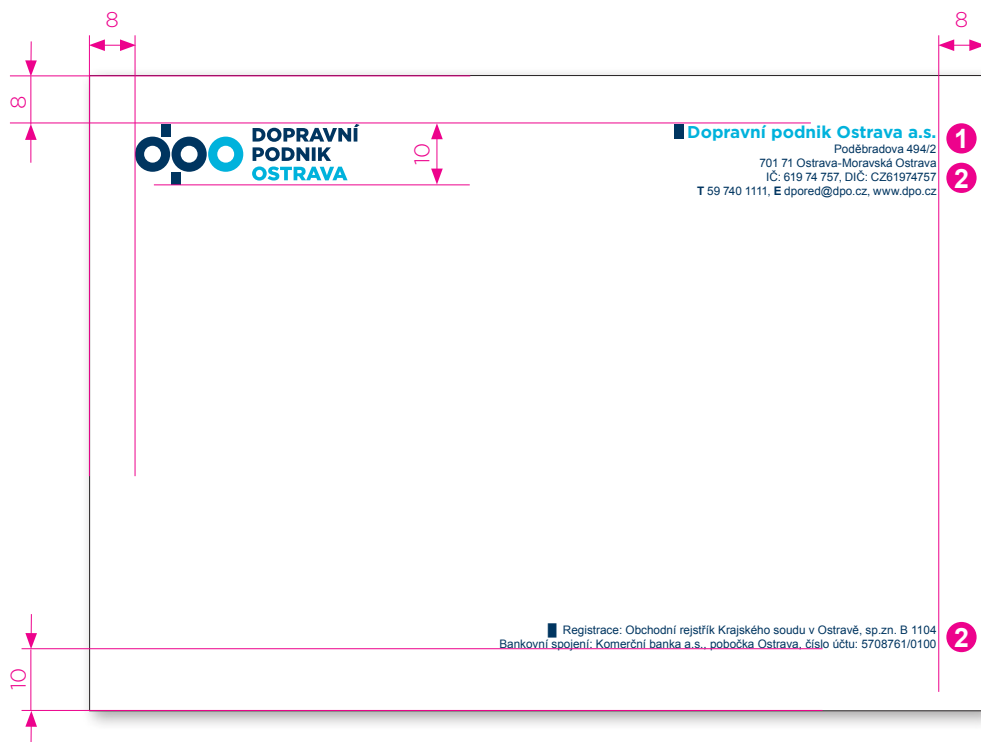 8
8
8
DOPRAVNÍ
PODNIK
OSTRAVA
dpo
10
Dopravní podnik Ostrava a.s.
1
Poděbradova 494/2
701 71 Ostrava-Moravská Ostrava
IČ: 619 74 757, DIČ: CZ61974757
2
T 59 740 1111, E dpored@dpo.cz, www.dpo.cz
Registrace: Obchodní rejstřík Krajského soudu v Ostravě, sp.zn. B 1104
2
Bankovní spojení: Komerční banka a.s., pobočka Ostrava, číslo účtu: 5708761/0100
10